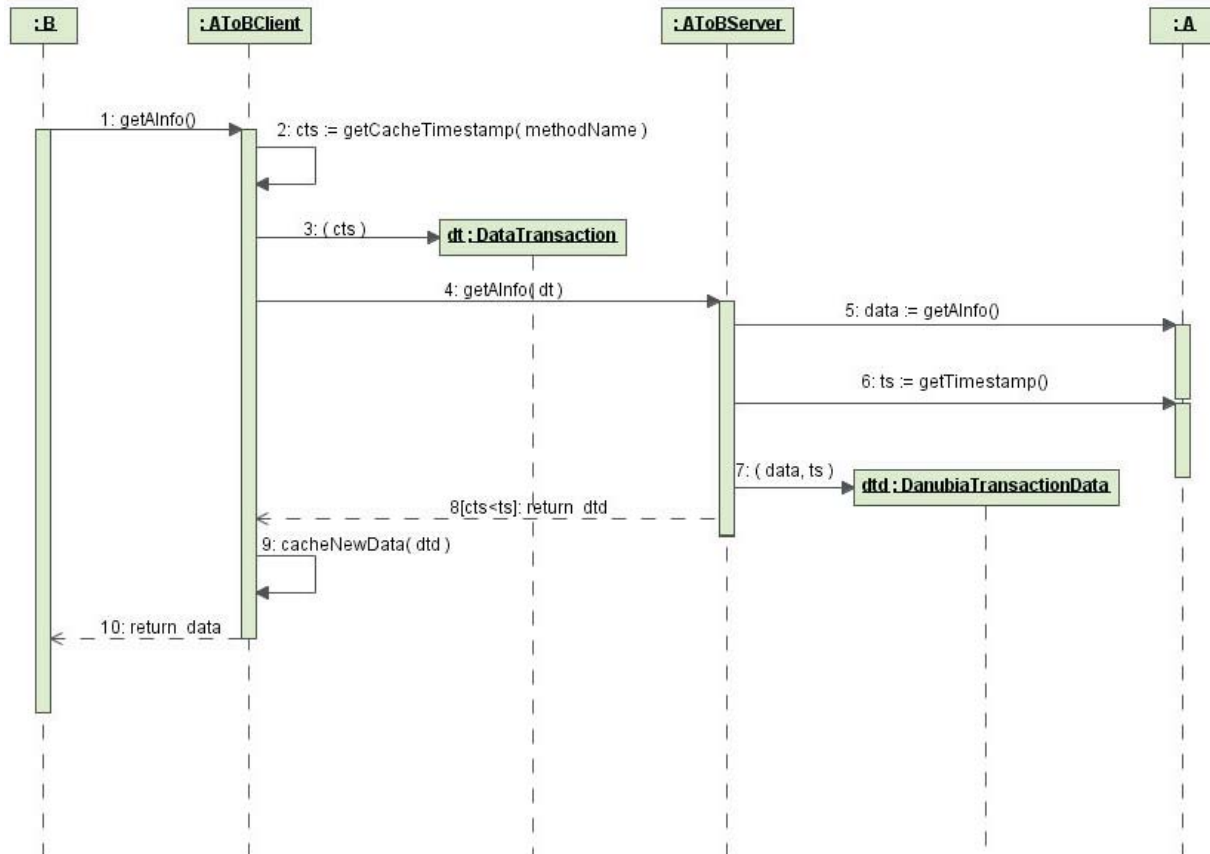 : B
: AToBClient
: AToBServer
: A
1: getAInfo()
2: cts := getCacheTimestamp( methodName )
3: ( cts )
dt : DataTransaction
4: getAInfo( dt )
5: data := getAInfo()
6: ts := getTimestamp()
7: ( data, ts )
dtd : DanubiaTransactionData
8[cts<ts]: return dtd
9: cacheNewData( dtd )
10: return data